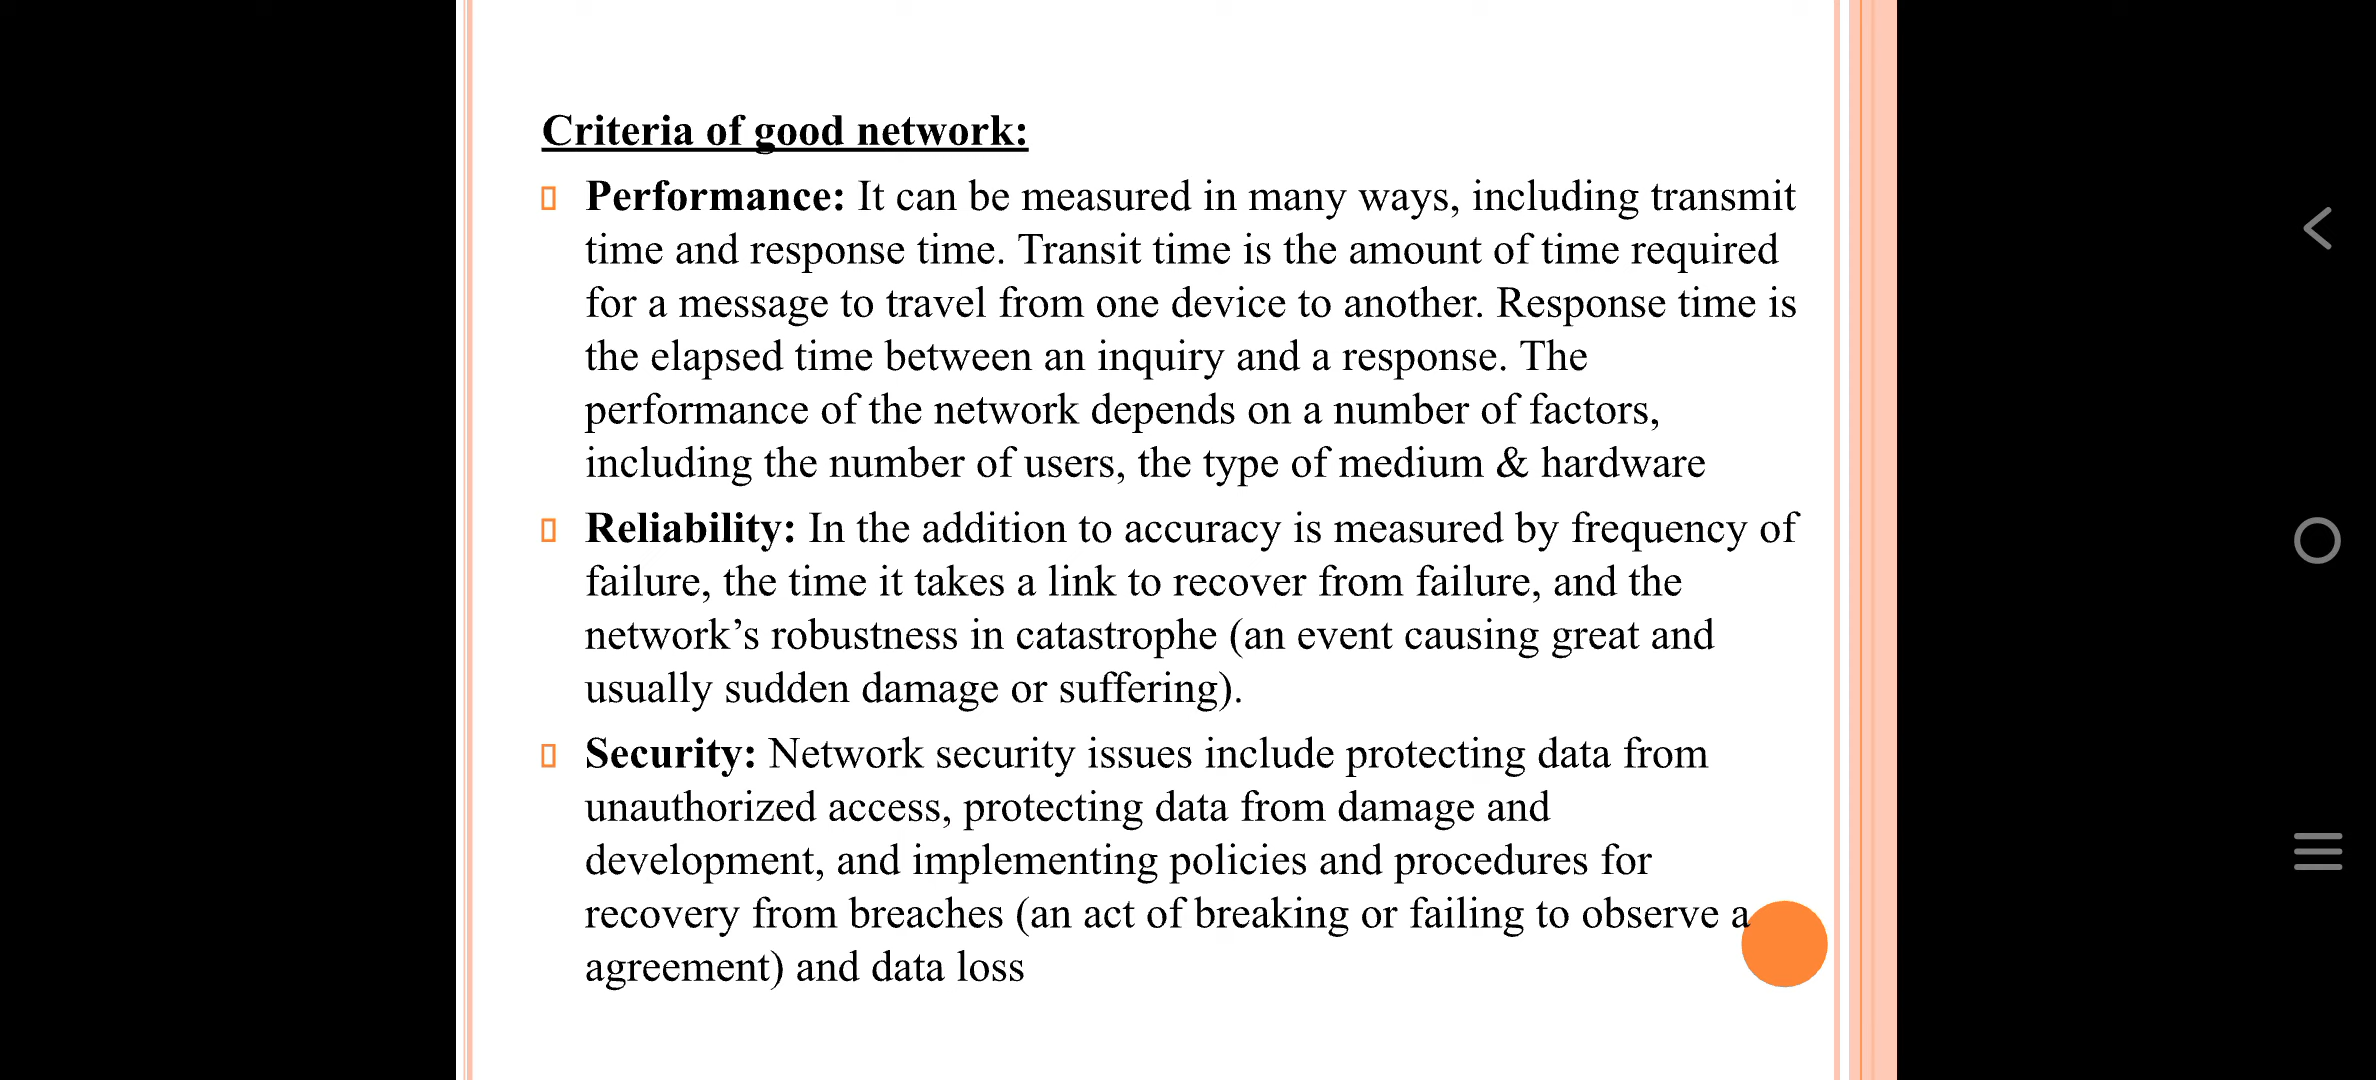 Criteria of good network:
Performance: It can be measured in many ways, including transmit
time and response time. Transit time is the amount of time required
for a message to travel from one device to another. Response time is
the elapsed time between an inquiry and a response. The
performance of the network depends on a number of factors,
including the number of users, the type of medium & hardware
Reliability: In the addition to accuracy is measured by frequency of
failure, the time it takes a link to recover from failure, and the
network’s robustness in catastrophe (an event causing great and
usually sudden damage or suffering).
Security: Network security issues include protecting data from
unauthorized access, protecting data from damage and
development, and implementing policies and procedures for
recovery from breaches (an act of breaking or failing to observe a
agreement) and data loss